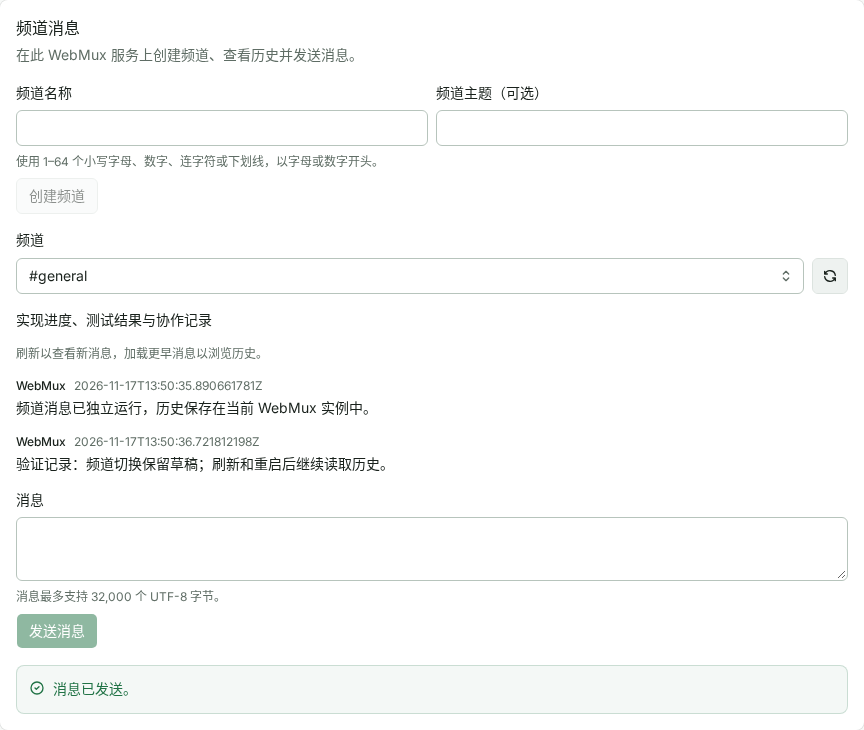 频道消息
在此 WebMux 服务上创建频道、查看历史并发送消息。
频道名称
频道主题（可选）
使用 1–64 个小写字母、数字、连字符或下划线，以字母或数字开头。
创建频道
频道
#general
实现进度、测试结果与协作记录
刷新以查看新消息，加载更早消息以浏览历史。
WebMux 2026-11-17T13:50:35.890661781Z
频道消息已独立运行，历史保存在当前 WebMux 实例中。
WebMux 2026-11-17T13:50:36.721812198Z
验证记录：频道切换保留草稿；刷新和重启后继续读取历史。
消息
消息最多支持 32,000 个 UTF-8 字节。
发送消息
消息已发送。